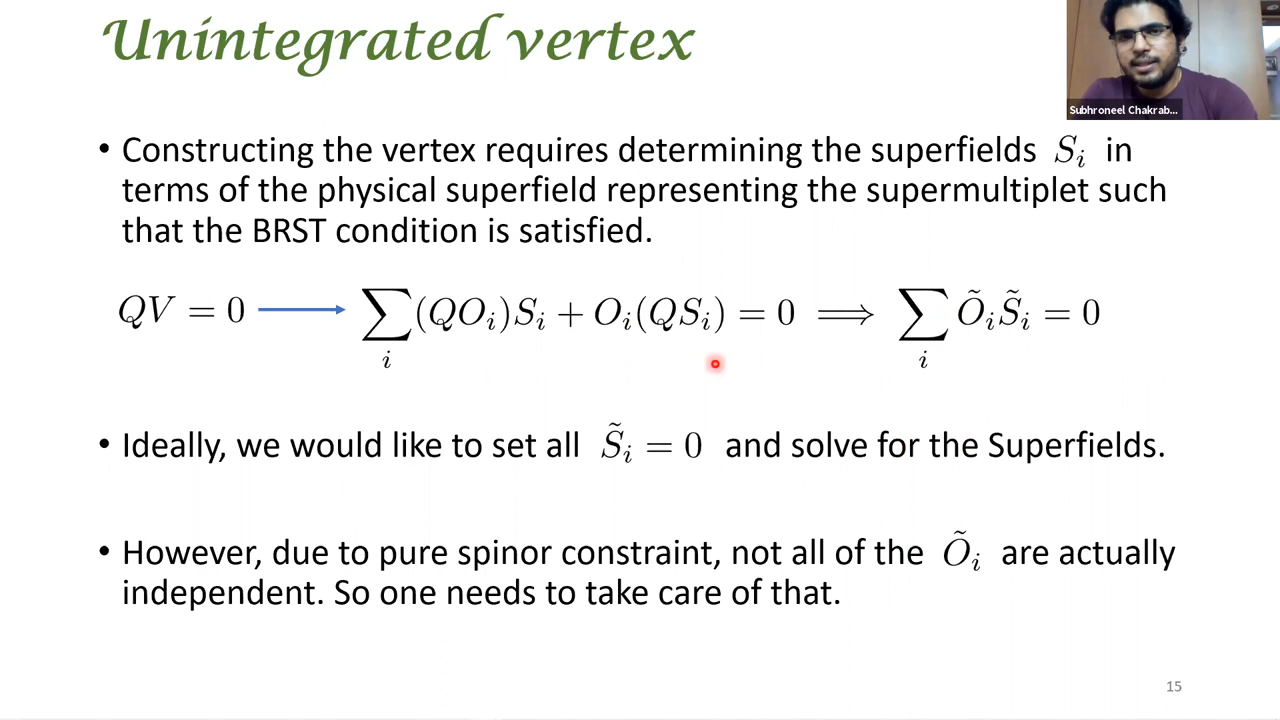 Unintegrated vertex
Subhroneel Chakrab...
• Constructing the vertex requires determining the superfields $S_i$ in
terms of the physical superfield representing the supermultiplet such
that the BRST condition is satisfied.
$QV = 0 \longrightarrow \sum_i (QO_i)S_i + O_i(QS_i) = 0 \implies \sum_i \tilde{O}_i \tilde{S}_i = 0$
• Ideally, we would like to set all $\tilde{S}_i = 0$ and solve for the Superfields.
• However, due to pure spinor constraint, not all of the $\tilde{O}_i$ are actually
independent. So one needs to take care of that.
15